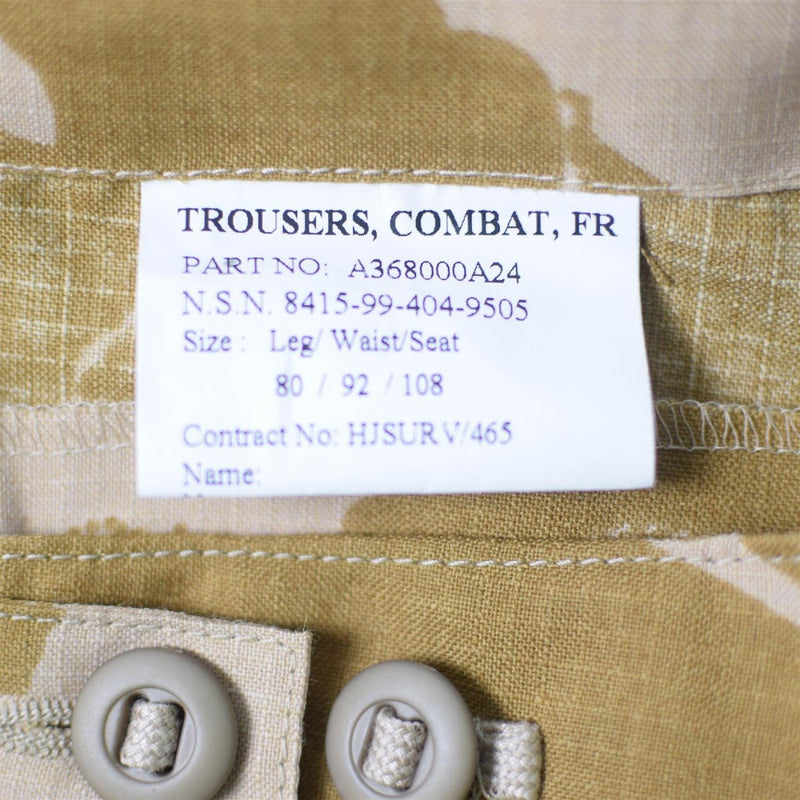 TROUSERS, COMBAT, FR
PART NO: A368000A24
N.S.N. 8415-99-404-9505
Size : Leg/ Waist/Seat
80 / 92 / 108
Contract No: HJSURV/465
Name: